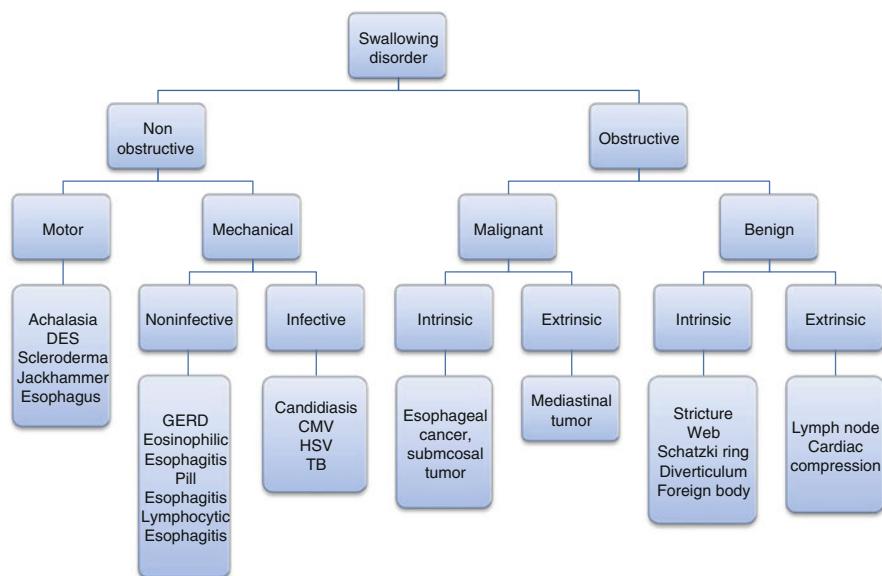 Swallowing
disorder
Non
obstructive
Obstructive
Motor
Mechanical
Malignant
Benign
Achalasia
DES
Scleroderma
Jackhammer
Esophagus
Noninfective
Infective
Intrinsic
Extrinsic
Intrinsic
Extrinsic
GERD
Eosinophilic
Esophagitis
Pill
Esophagitis
Lymphocytic
Esophagitis
Candidiasis
CMV
HSV
TB
Esophageal
cancer,
submcosal
tumor
Mediastinal
tumor
Stricture
Web
Schatzki ring
Diverticulum
Foreign body
Lymph node
Cardiac
compression